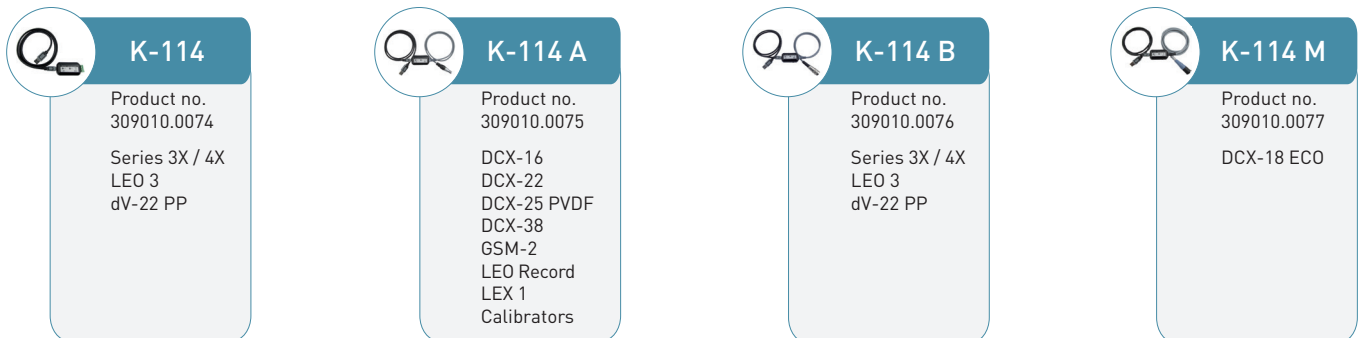 K-114
Product no.
309010.0074
Series 3X / 4X
LEO 3
dV-22 PP
K-114 A
Product no.
309010.0075
DCX-16
DCX-22
DCX-25 PVDF
DCX-38
GSM-2
LEO Record
LEX 1
Calibrators
K-114 B
Product no.
309010.0076
Series 3X / 4X
LEO 3
dV-22 PP
K-114 M
Product no.
309010.0077
DCX-18 ECO